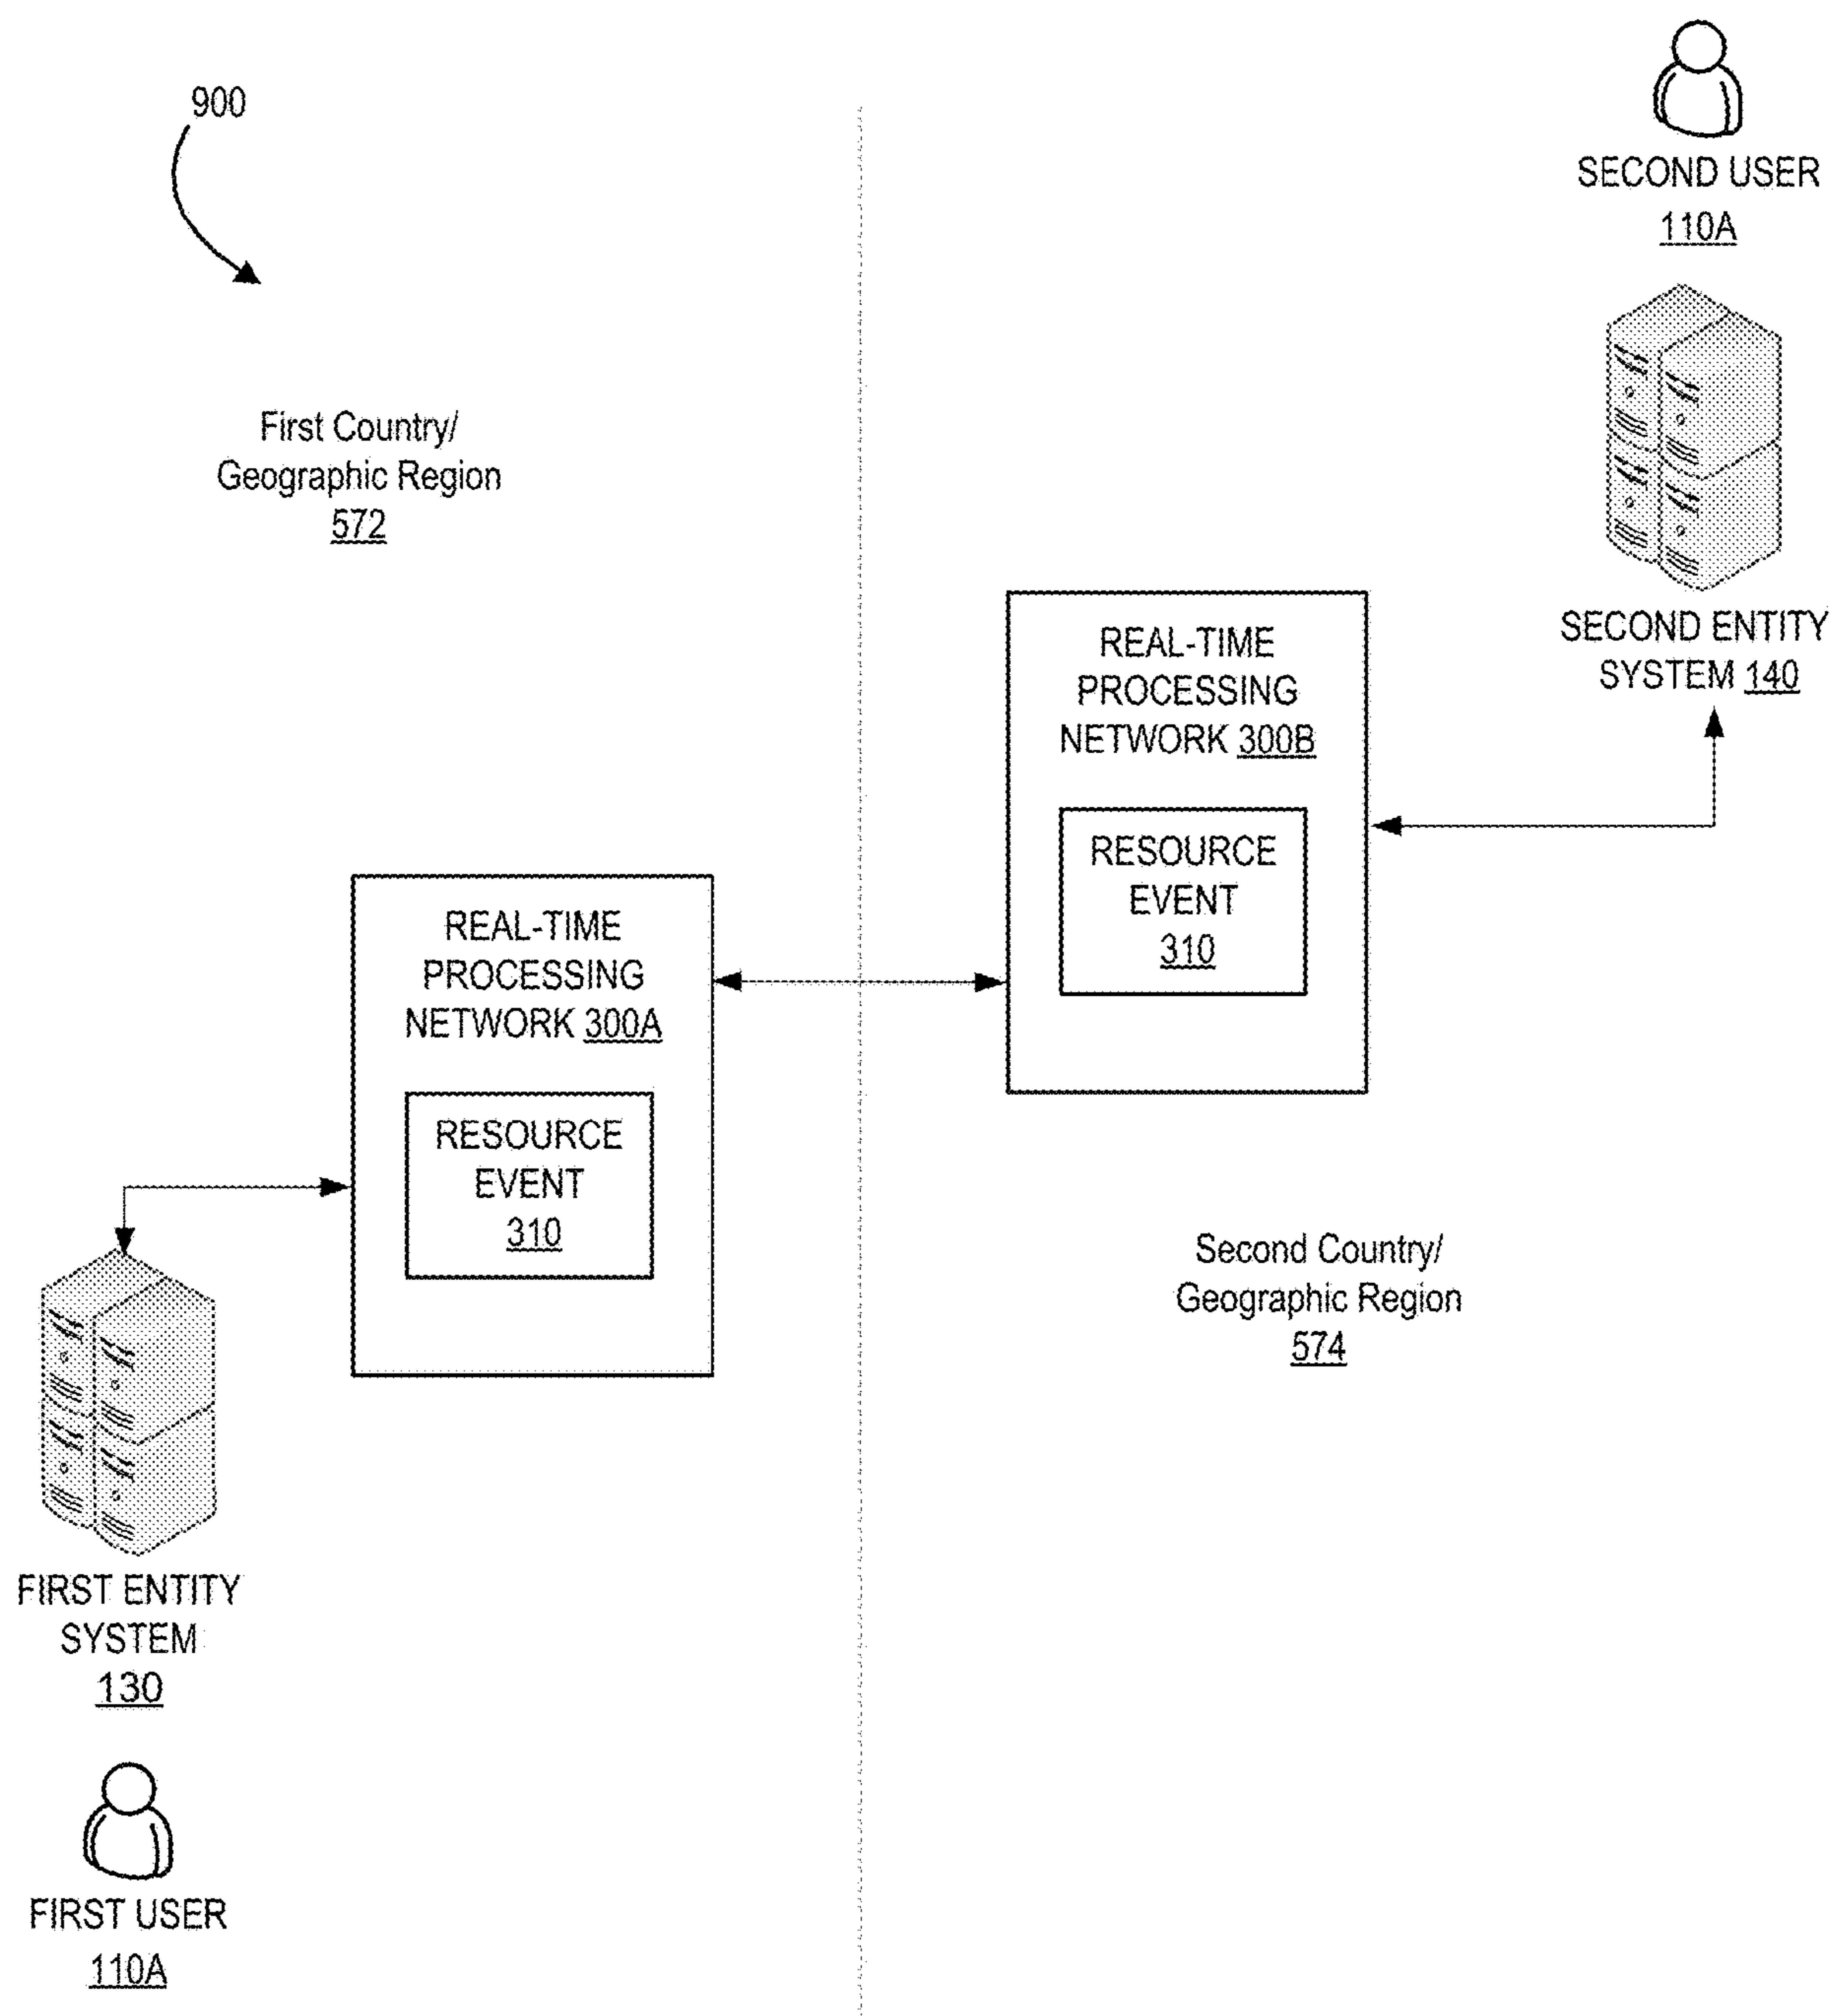 900
First Country/
Geographic Region
572
SECOND USER
110A
SECOND ENTITY
SYSTEM 140
REAL-TIME
PROCESSING
NETWORK 300B
RESOURCE
EVENT
310
REAL-TIME
PROCESSING
NETWORK 300A
RESOURCE
EVENT
310
Second Country/
Geographic Region
574
FIRST ENTITY
SYSTEM
130
FIRST USER
110A